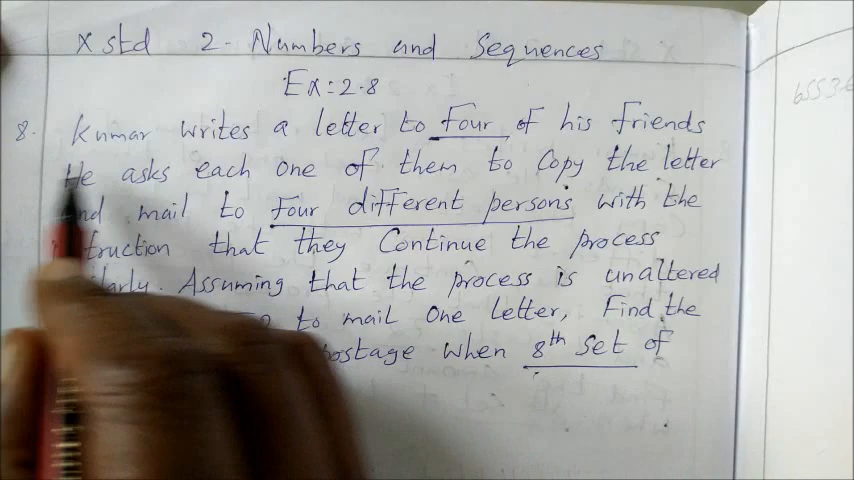 X std 2. Numbers and Sequences
Ex: 2.8
8. Kumar writes a letter to four of his friends
He asks each one of them to Copy the letter
and mail to Four different persons with the
truction that they Continue the process
ilarly. Assuming that the process is unaltered
to mail one letter, Find the
postage when 8th set of